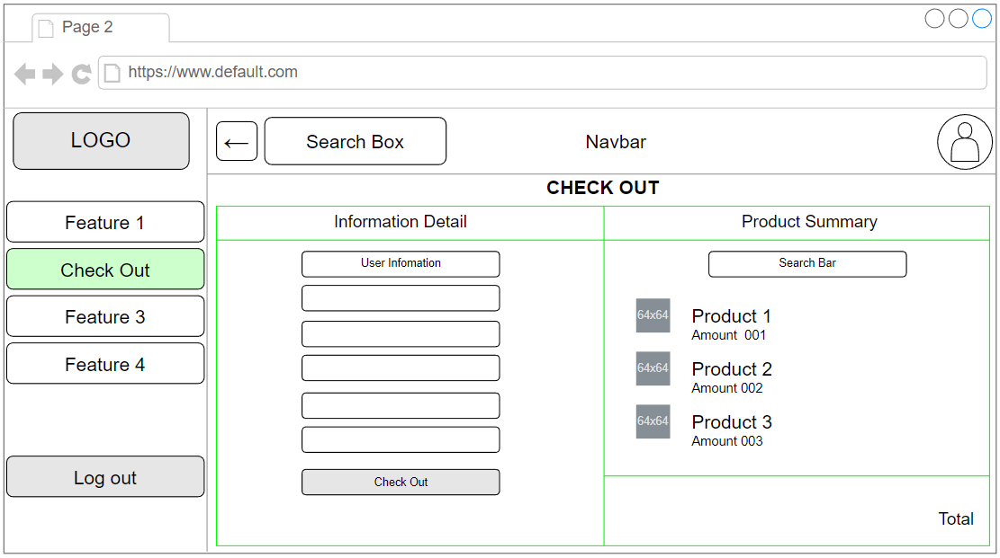 Page 2
https://www.default.com
LOGO
← Search Box
Navbar
CHECK OUT
Feature 1
Check Out
Feature 3
Feature 4
Log out
Information Detail
User Infomation
Check Out
Product Summary
Search Bar
64x64
Product 1
Amount  001
64x64
Product 2
Amount 002
64x64
Product 3
Amount 003
Total